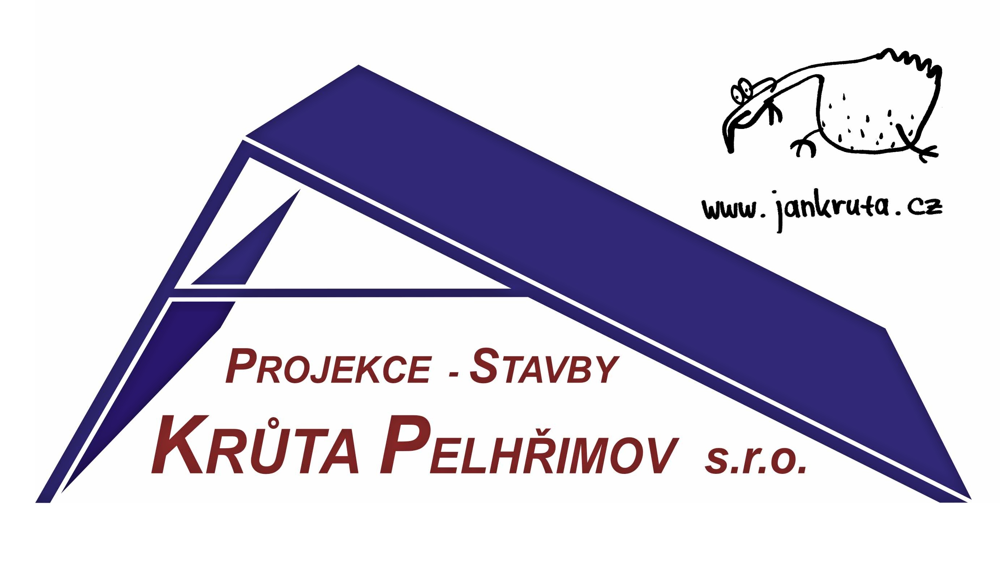 www.jankruta.cz
PROJEKCE - STAVBY
KRŮTA PELHŘIMOV s.r.o.